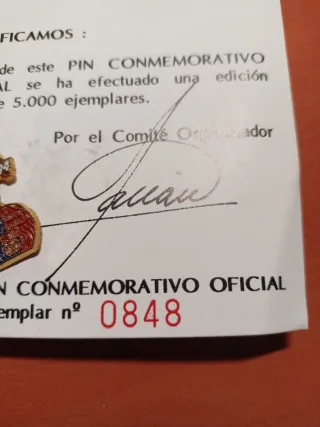 FICAMOS :
de este PIN CONMEMORATIVO
AL se ha efectuado una edición
e 5.000 ejemplares.
Por el Comité Organizador
N CONMEMORATIVO OFICIAL
emplar nº 0848